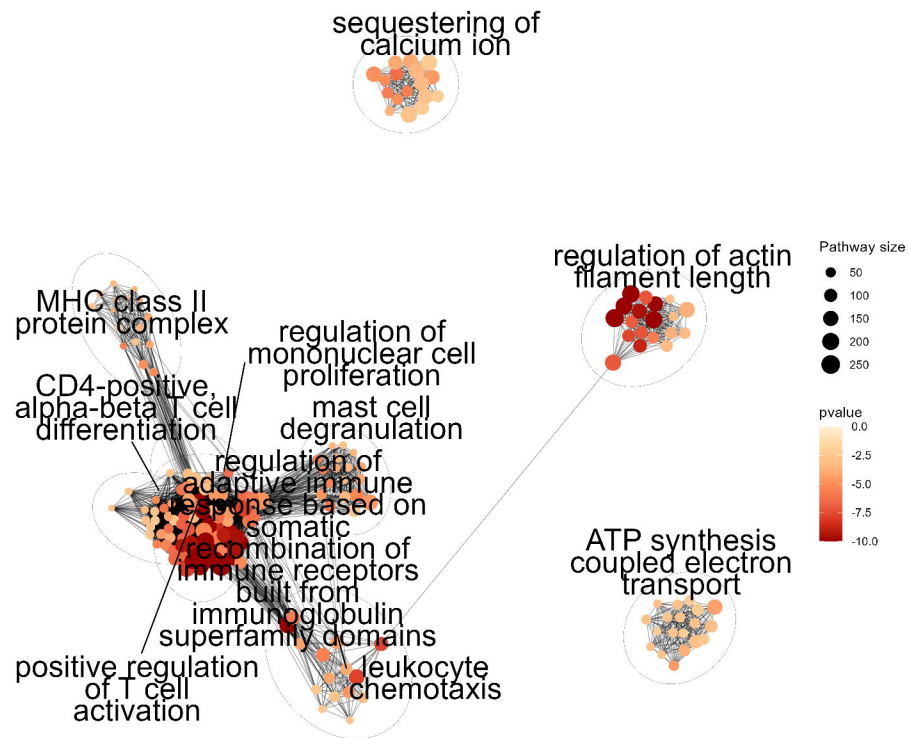 sequestering of
calcium ion
regulation of actin
filament length
Pathway size
50
100
150
200
250
pvalue
0.0
-2.5
-5.0
-7.5
-10.0
MHC class II
protein complex
regulation of
mononuclear cell
proliferation
CD4-positive,
alpha-beta T cell
differentiation
mast cell
degranulation
regulation of
adaptive immune
response based on
somatic
recombination of
immune receptors
built from
immunoglobulin
superfamily domains
ATP synthesis
coupled electron
transport
positive regulation
of T cell
activation
leukocyte
chemotaxis